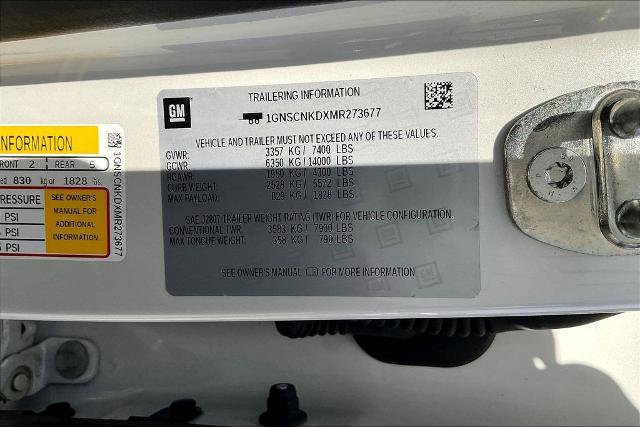 TRAILERING INFORMATION
GM
1GNSCNKDXMR273677
VEHICLE AND TRAILER MUST NOT EXCEED ANY OF THESE VALUES.
GVWR: 3357 KG / 7400 LBS
GCWR: 6350 KG / 14000 LBS
RGAWR: 1950 KG / 4300 LBS
CURB WEIGHT: 2529 KG / 5572 LBS
MAX PAYLOAD: 829 KG / 1828 LBS
SAE J2807 TRAILER WEIGHT RATING (TWR) FOR VEHICLE CONFIGURATION.
CONVENTIONAL TWR: 3583 KG / 7900 LBS
MAX TONGUE WEIGHT: 358 KG / 790 LBS
SEE OWNER'S MANUAL FOR MORE INFORMATION
INFORMATION
FRONT 2 REAR 5
830 kg or 1828 lbs.
PRESSURE
PSI
PSI
PSI
SEE OWNER'S
MANUAL FOR
ADDITIONAL
INFORMATION.
1GNSCNKDXMR273677